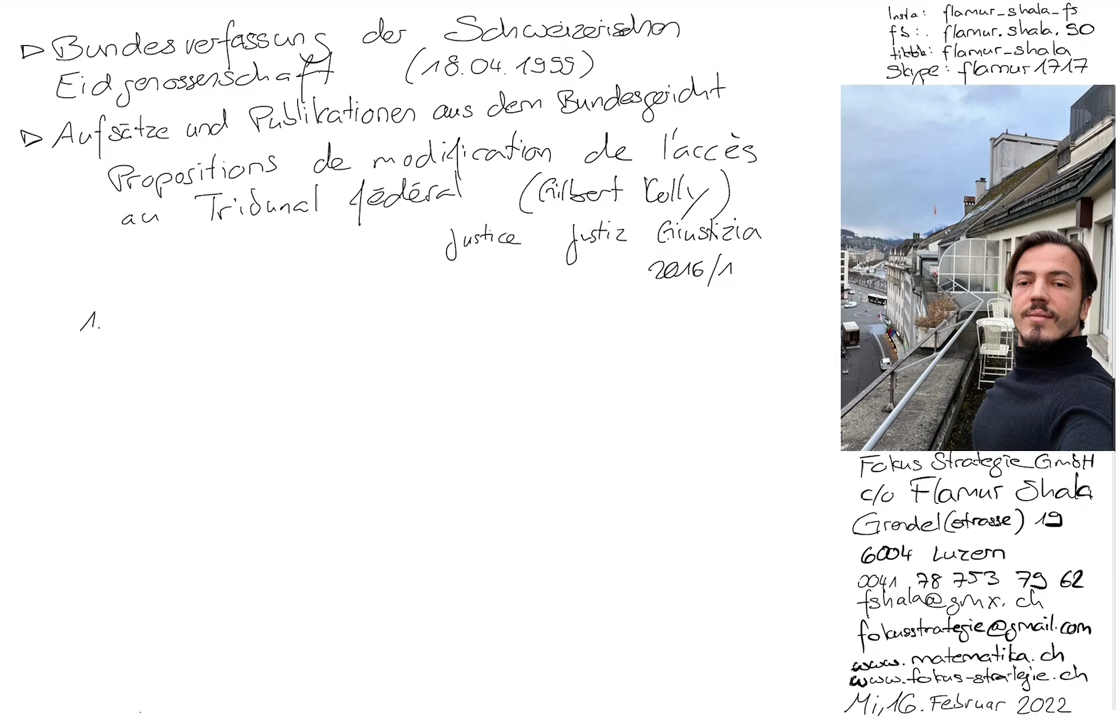 ▷ Bundesverfassung der Schweizerischen
Eidgenossenschaft (18.04.1999)
▷ Aufsätze und Publikationen aus dem Bundesgericht
Propositions de modification de l'accès
au Tribunal fédéral (Gilbert Kolly)
Justice Justiz Giustizia
2016/1
1.
Insta: flamur_shala_fs
fs:. flamur.shala.90
tiktok: flamur_shala
Skype: flamur1717
Fokus Strategie GmbH
c/o Flamur Shala
Grendel(strasse) 19
6004 Luzern
0041 78 753 79 62
fshala@gmx.ch
fokusstrategie@gmail.com
www.matematika.ch
www.fokus-strategie.ch
Mi, 16. Februar 2022